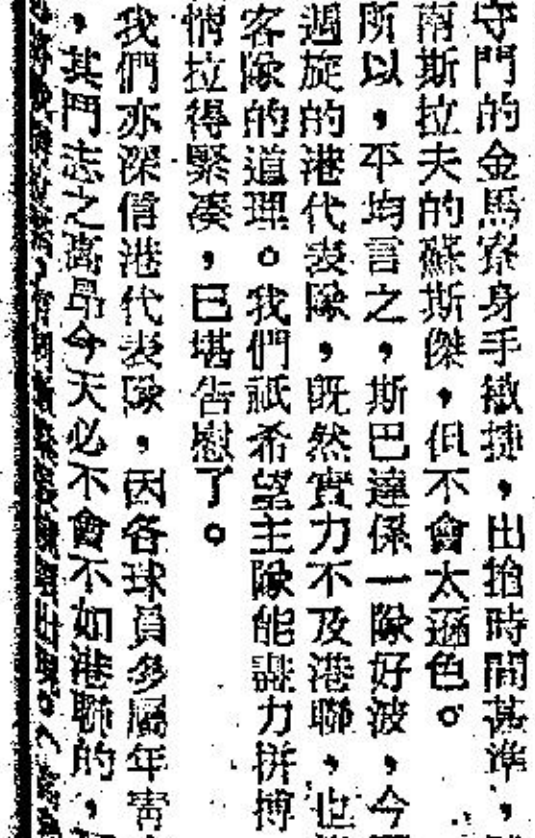 守門的金馬寮身手敏捷，出搶時間甚準，
南斯拉夫的蘇斯傑，但不會太遜色。
所以，平均言之，斯巴達係一隊好波，今
週旋的港代表隊，既然實力不及港聯，也
客隊的道理。我們祇希望主隊能盡力拼搏
情拉得緊湊，已堪告慰了。
我們亦深信港代表隊，因各球員多屬年青
，其鬥志之高昂今天必不會不如港聯的，
出現。